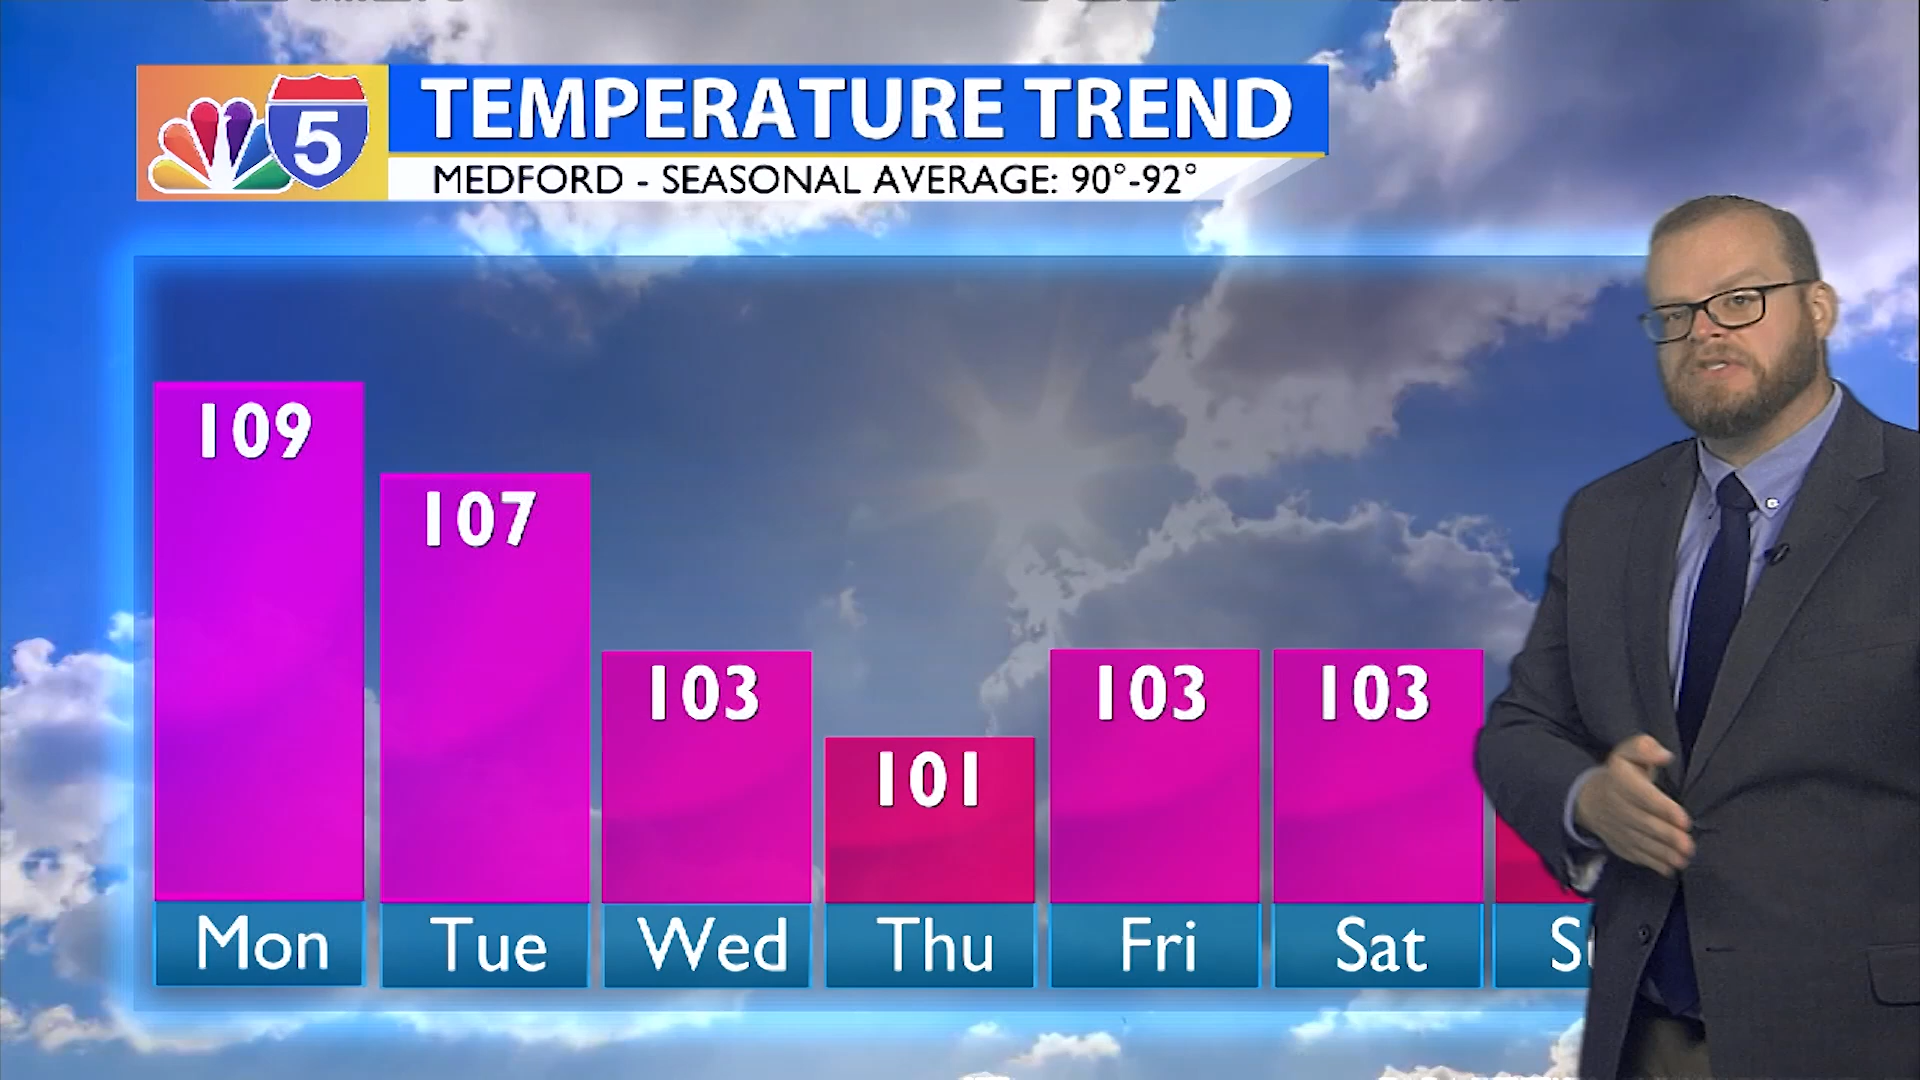 5
TEMPERATURE TREND
MEDFORD - SEASONAL AVERAGE: 90°-92°
109
107
103
101
103
103
Mon
Tue
Wed
Thu
Fri
Sat